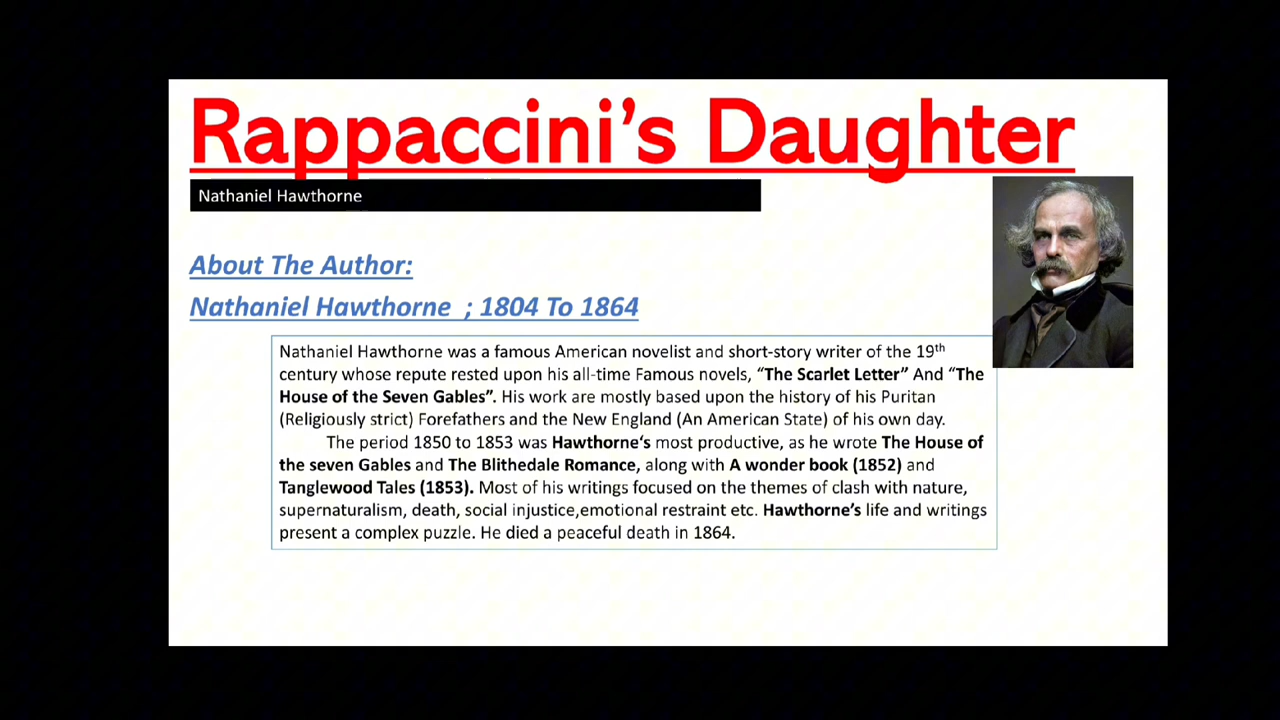 Rappaccini’s Daughter
Nathaniel Hawthorne
About The Author:
Nathaniel Hawthorne ; 1804 To 1864
Nathaniel Hawthorne was a famous American novelist and short-story writer of the 19th
century whose repute rested upon his all-time Famous novels, “The Scarlet Letter” And “The
House of the Seven Gables”. His work are mostly based upon the history of his Puritan
(Religiously strict) Forefathers and the New England (An American State) of his own day.
The period 1850 to 1853 was Hawthorne‘s most productive, as he wrote The House of
the seven Gables and The Blithedale Romance, along with A wonder book (1852) and
Tanglewood Tales (1853). Most of his writings focused on the themes of clash with nature,
supernaturalism, death, social injustice,emotional restraint etc. Hawthorne’s life and writings
present a complex puzzle. He died a peaceful death in 1864.